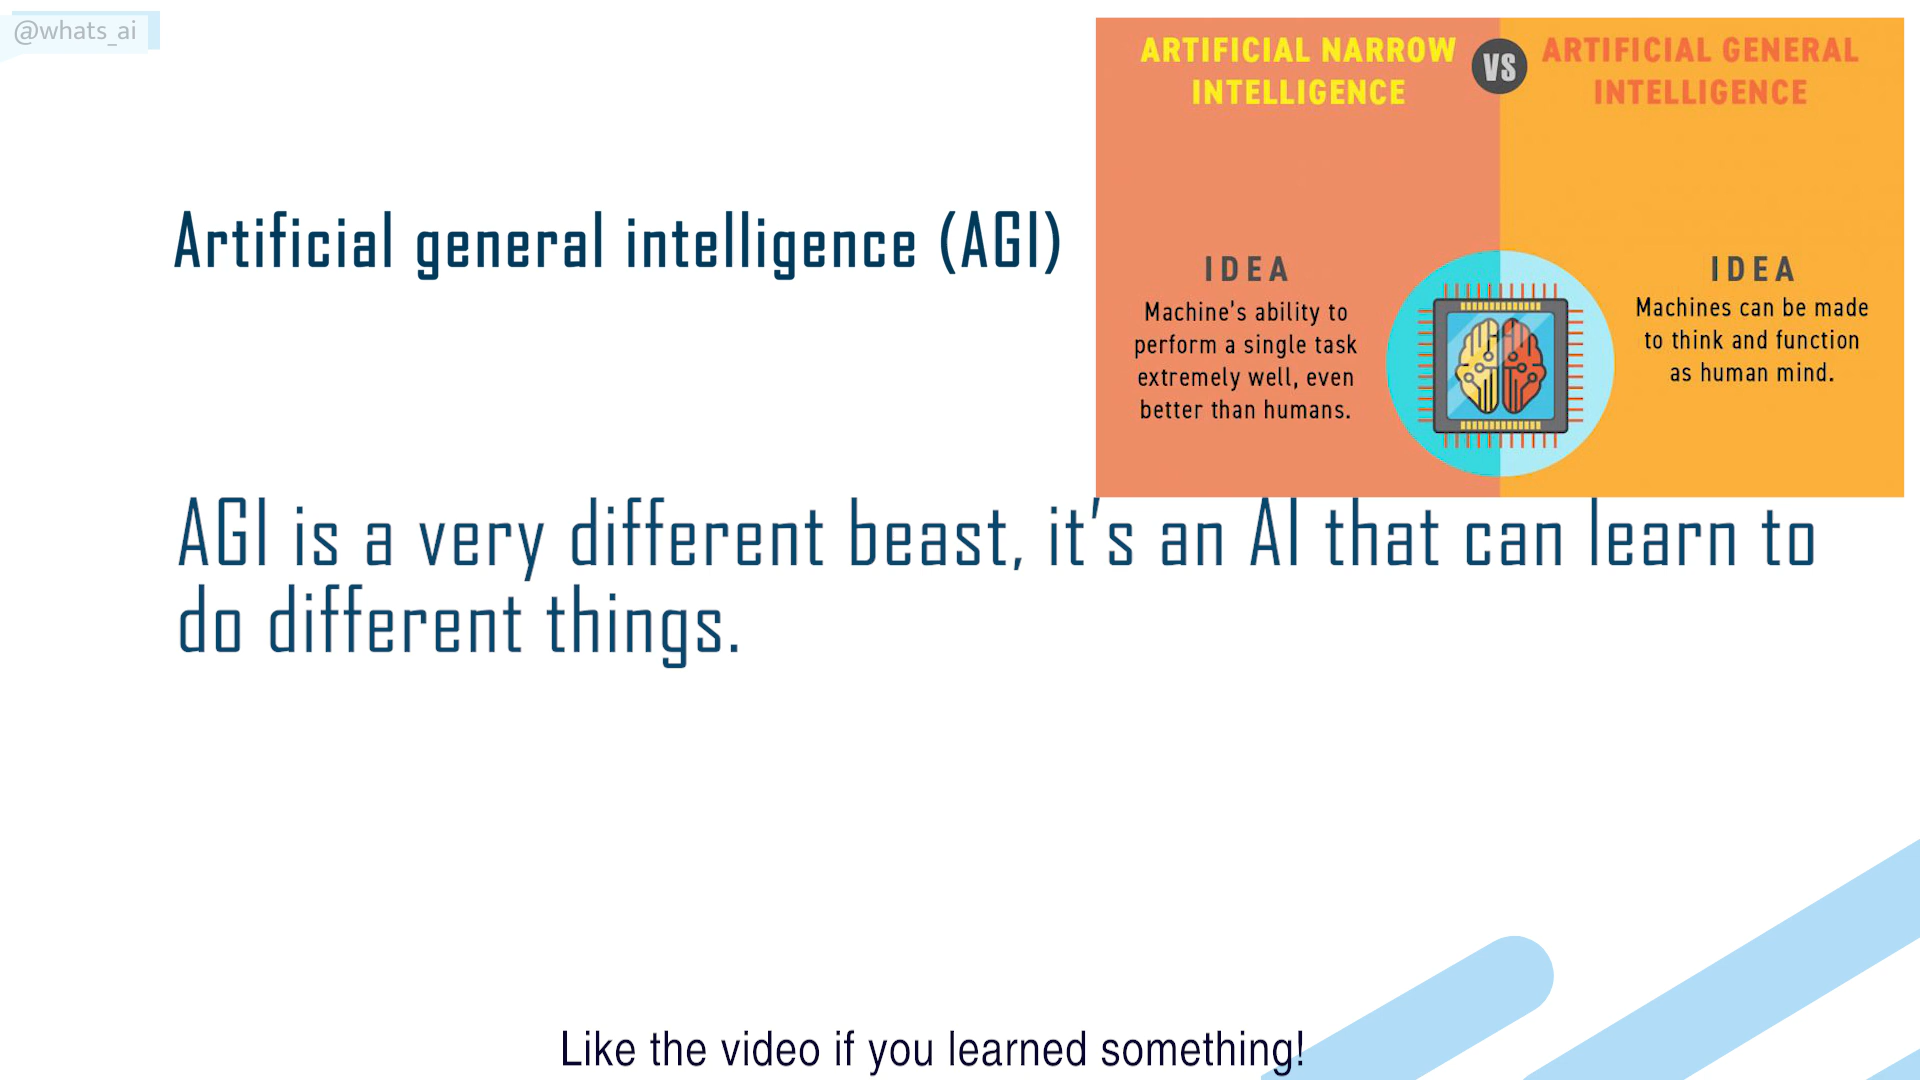 @whats_ai
ARTIFICIAL NARROW
INTELLIGENCE
VS
ARTIFICIAL GENERAL
INTELLIGENCE
Artificial general intelligence (AGI)
IDEA
Machine's ability to
perform a single task
extremely well, even
better than humans.
IDEA
Machines can be made
to think and function
as human mind.
AGI is a very different beast, it's an AI that can learn to
do different things.
Like the video if you learned something!